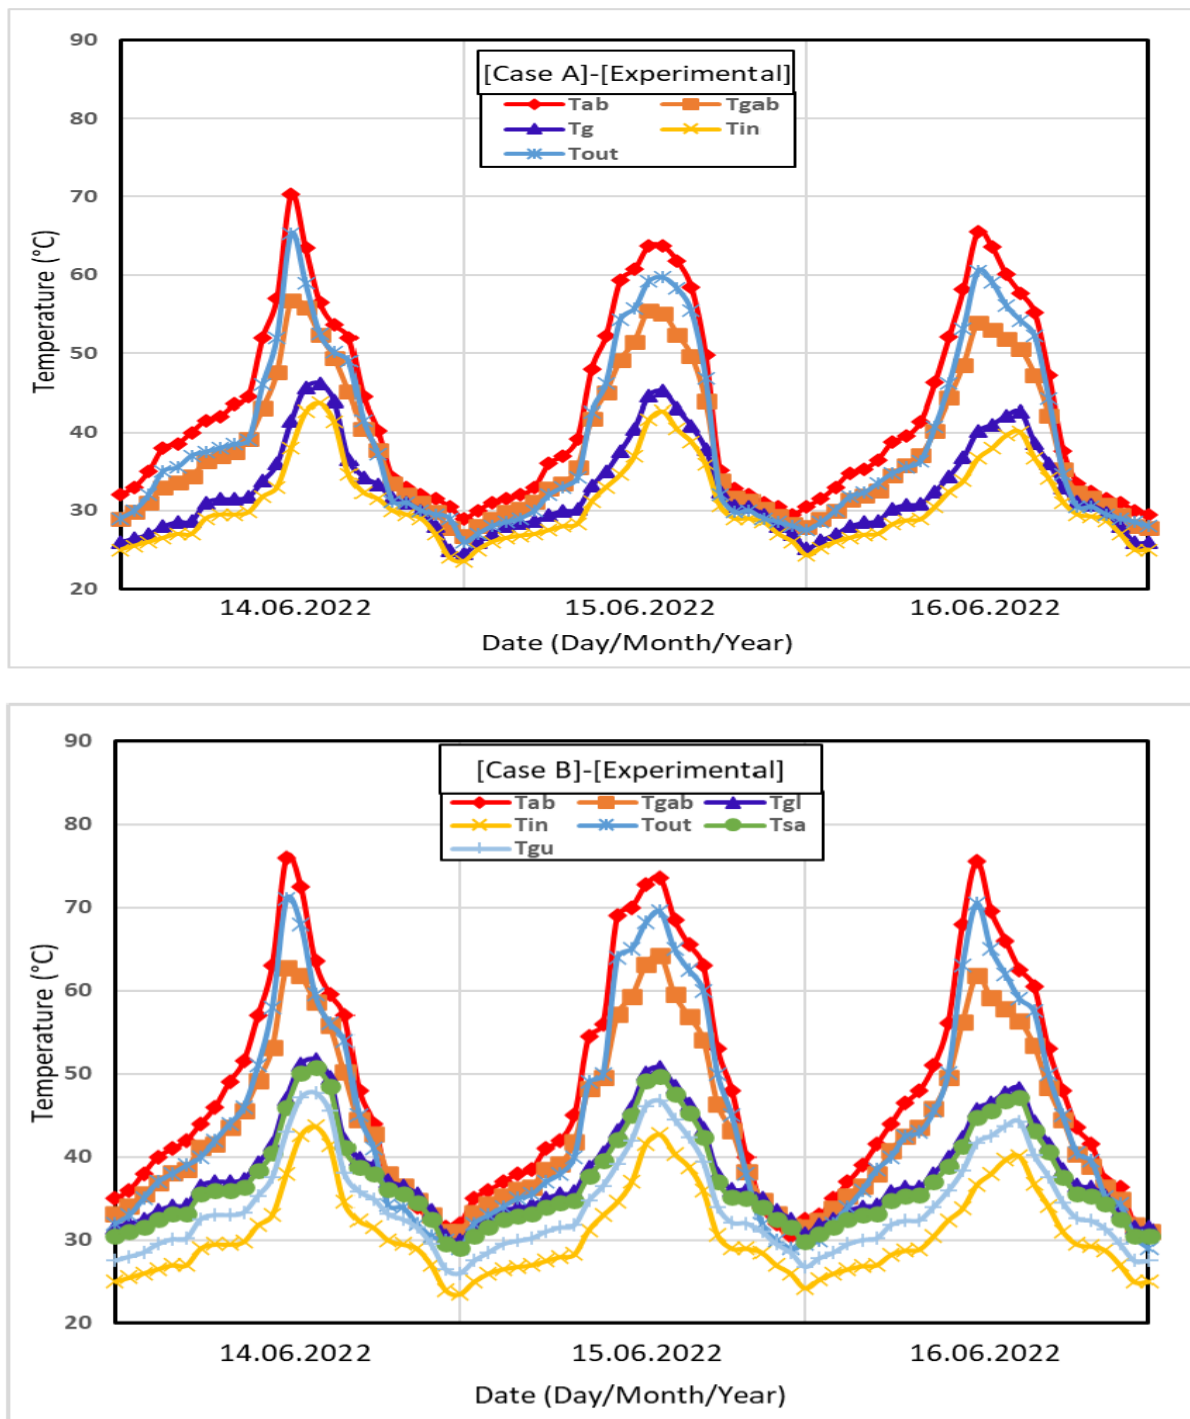 90
[Case A]-[Experimental]
80
Tab Tgab
Tg Tin
Tout
70
60
50
40
30
20
Temperature (°C)
14.06.2022 15.06.2022 16.06.2022
Date (Day/Month/Year)
90
[Case B]-[Experimental]
Tab Tgab Tgl
80
Tin Tout Tsa
Tgu
70
60
50
40
30
20
Temperature (°C)
14.06.2022 15.06.2022 16.06.2022
Date (Day/Month/Year)